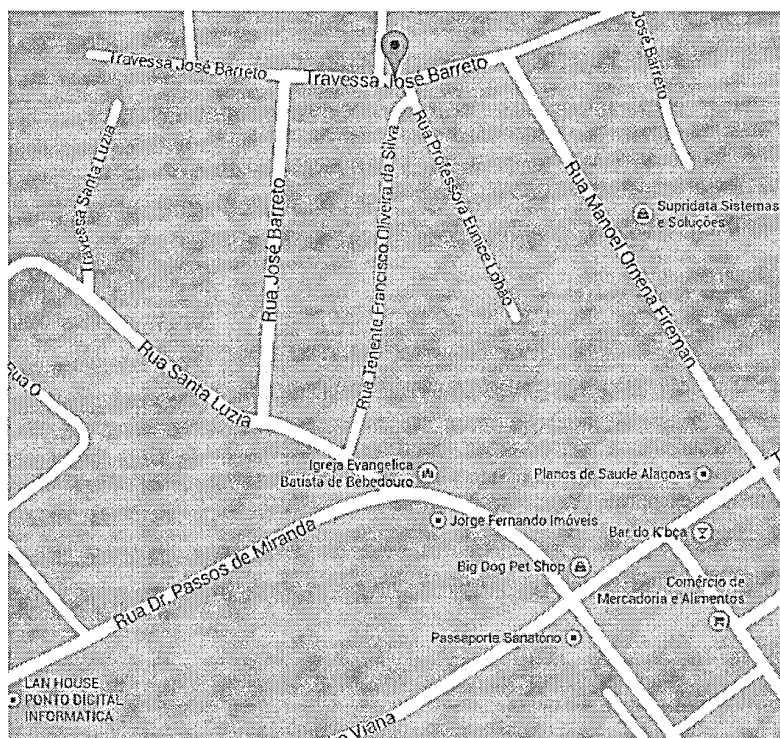 Travessa José Barreto
Travessa José Barreto
José Barreto
Travessa Santa Luzia
Rua José Barreto
Rua Tenente Francisco Oliveira da Silva
Rua Professora Eunice Lobão
Rua Manoel Omena Fireman
Supridata Sistemas
e Soluções
Rua O
Rua Santa Luzia
Igreja Evangelica
Batista de Bebedouro
Planos de Saude Alagoas
Jorge Fernando Imóveis
Bar do K'bça
Rua Dr. Passos de Miranda
Big Dog Pet Shop
Comércio de
Mercadoria e Alimentos
Passaporte Sanatório
LAN HOUSE
PONTO DIGITAL
INFORMATICA
Viana